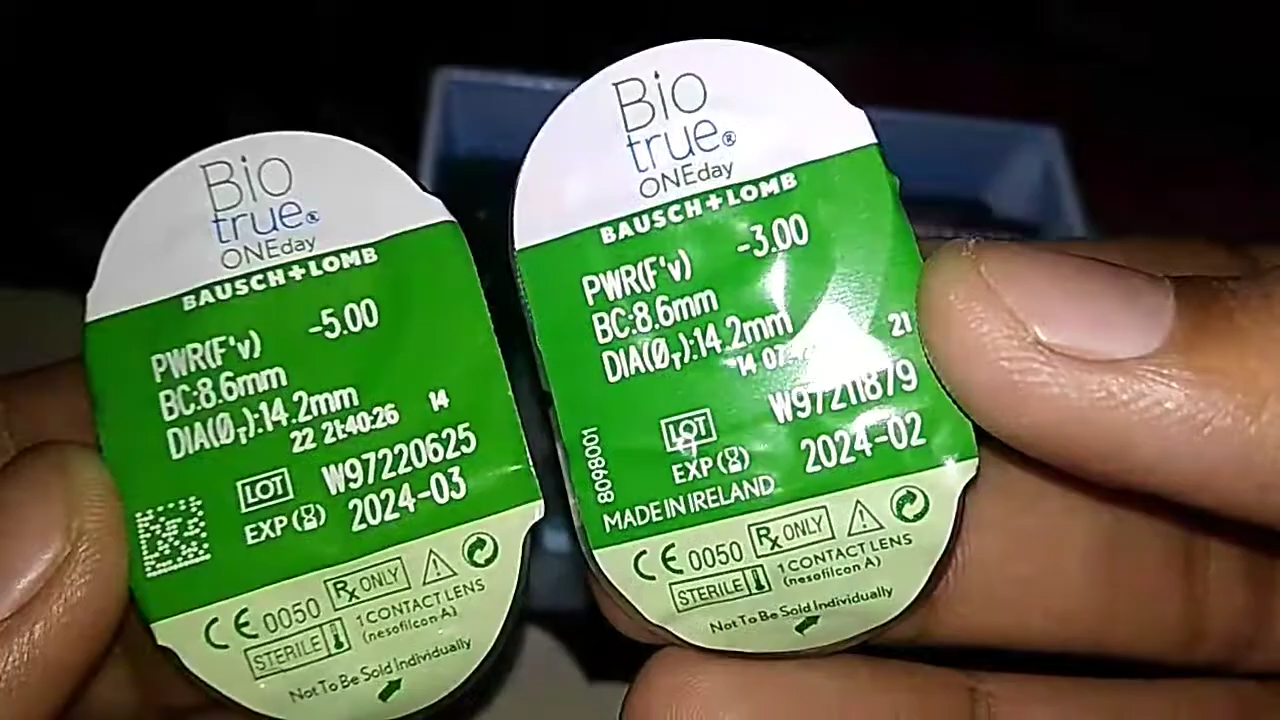 Bio
true®
ONEday
BAUSCH+LOMB
PWR(F'v) -5.00
BC:8.6mm
DIA(ØT):14.2mm
22 21:40:26 14
LOT W97220625
EXP 2024-03
CE 0050 Rx ONLY
STERILE 1 CONTACT LENS
(nesofilcon A)
Not To Be Sold Individually
Bio
true®
ONEday
BAUSCH+LOMB
PWR(F'v) -3.00
BC:8.6mm
DIA(ØT):14.2mm
21
LOT W97211879
EXP 2024-02
8098001
MADE IN IRELAND
CE 0050 Rx ONLY
STERILE 1 CONTACT LENS
(nesofilcon A)
Not To Be Sold Individually